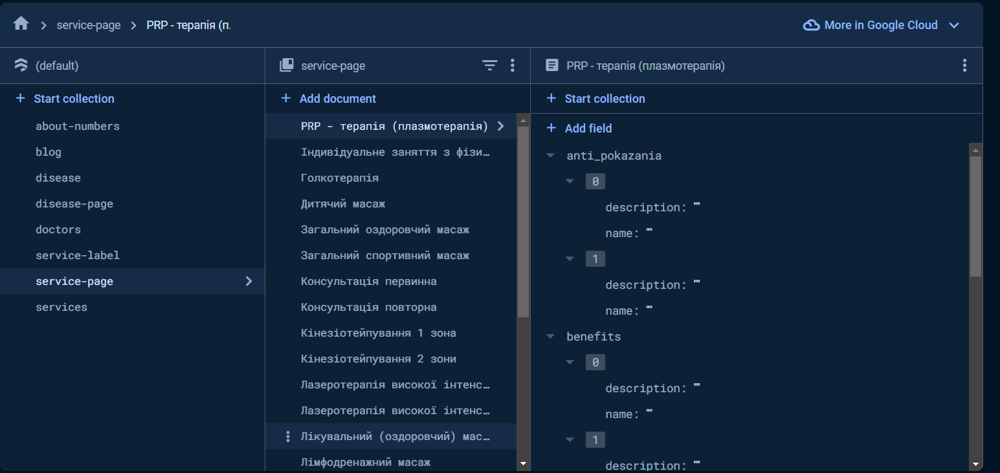 service-page
PRP - терапія (п.
More in Google Cloud
(default)
Start collection
about-numbers
blog
disease
disease-page
doctors
service-label
service-page
services
service-page
Add document
PRP - терапія (плазмотерапія)
Індивідуальне заняття з фізи…
Голкотерапія
Дитячий масаж
Загальний оздоровчий масаж
Загальний спортивний масаж
Консультація первинна
Консультація повторна
Кінезіотейпування 1 зона
Кінезіотейпування 2 зони
Лазеротерапія високої інтенс…
Лазеротерапія високої інтенс…
Лікувальний (оздоровчий) мас…
Лімфодренажний масаж
PRP - терапія (плазмотерапія)
Start collection
Add field
anti_pokazania
0
description: ""
name: ""
1
description: ""
name: ""
benefits
0
description: ""
name: ""
1
description: ""